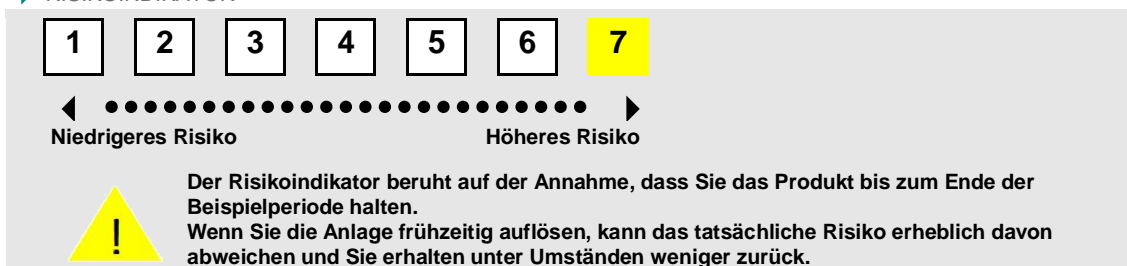 RISIKOINDIKATOR
1 2 3 4 5 6 7
Niedrigeres Risiko Höheres Risiko
Der Risikoindikator beruht auf der Annahme, dass Sie das Produkt bis zum Ende der
Beispielperiode halten.
Wenn Sie die Anlage frühzeitig auflösen, kann das tatsächliche Risiko erheblich davon
abweichen und Sie erhalten unter Umständen weniger zurück.
!